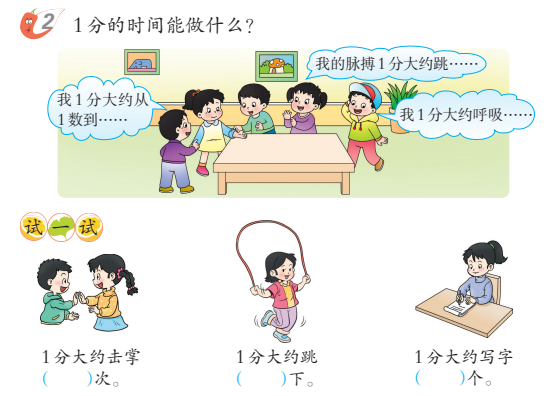 2 1分的时间能做什么？
我的脉搏1分大约跳……
我1分大约从
1数到……
我1分大约呼吸……
试一试
1分大约击掌
（  ）次。
1分大约跳
（  ）下。
1分大约写字
（  ）个。